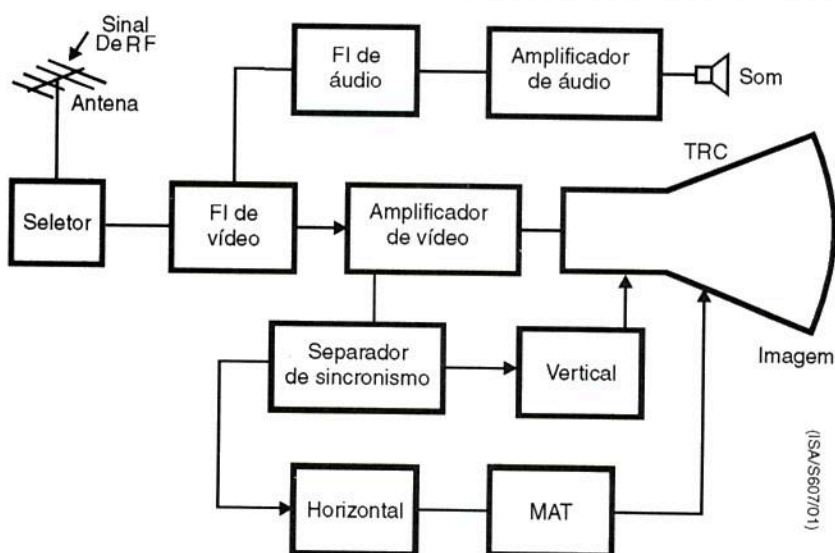 Sinal
De RF
Antena
FI de
áudio
Amplificador
de áudio
Som
TRC
Seletor
FI de
vídeo
Amplificador
de vídeo
Separador
de sincronismo
Vertical
Imagem
Horizontal
MAT
(ISA/S607/01)